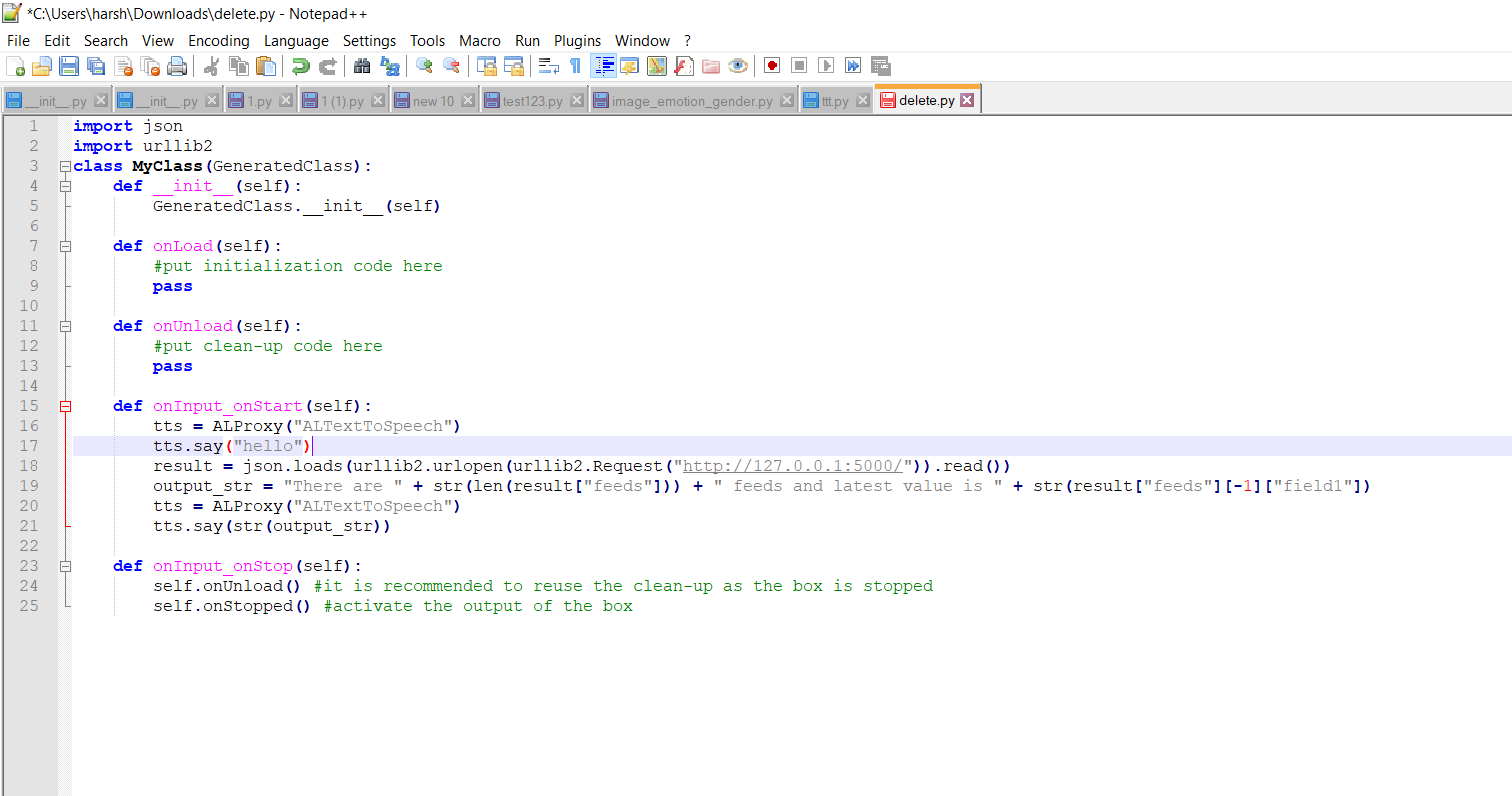 *C:\Users\harsh\Downloads\delete.py - Notepad++
File Edit Search View Encoding Language Settings Tools Macro Run Plugins Window ?
__init__.py __init__.py 1.py 1 (1).py new 10 test123.py image_emotion_gender.py ttt.py delete.py
1 import json
2 import urllib2
3 class MyClass(GeneratedClass):
4     def __init__(self):
5         GeneratedClass.__init__(self)
6
7     def onLoad(self):
8         #put initialization code here
9         pass
10
11     def onUnload(self):
12         #put clean-up code here
13         pass
14
15     def onInput_onStart(self):
16         tts = ALProxy("ALTextToSpeech")
17         tts.say("hello")
18         result = json.loads(urllib2.urlopen(urllib2.Request("http://127.0.0.1:5000/")).read())
19         output_str = "There are " + str(len(result["feeds"])) + " feeds and latest value is " + str(result["feeds"][-1]["field1"])
20         tts = ALProxy("ALTextToSpeech")
21         tts.say(str(output_str))
22
23     def onInput_onStop(self):
24         self.onUnload() #it is recommended to reuse the clean-up as the box is stopped
25         self.onStopped() #activate the output of the box